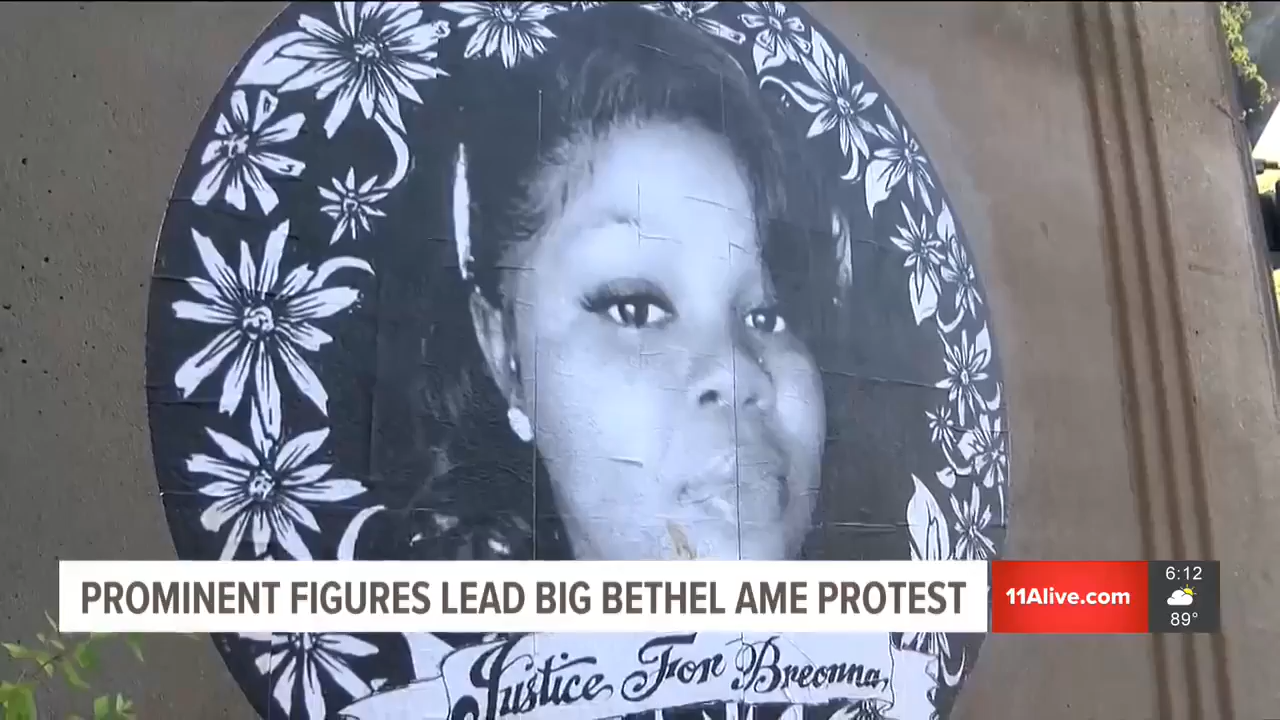 PROMINENT FIGURES LEAD BIG BETHEL AME PROTEST
11Alive.com
6:12
89°
Justice For Breonna